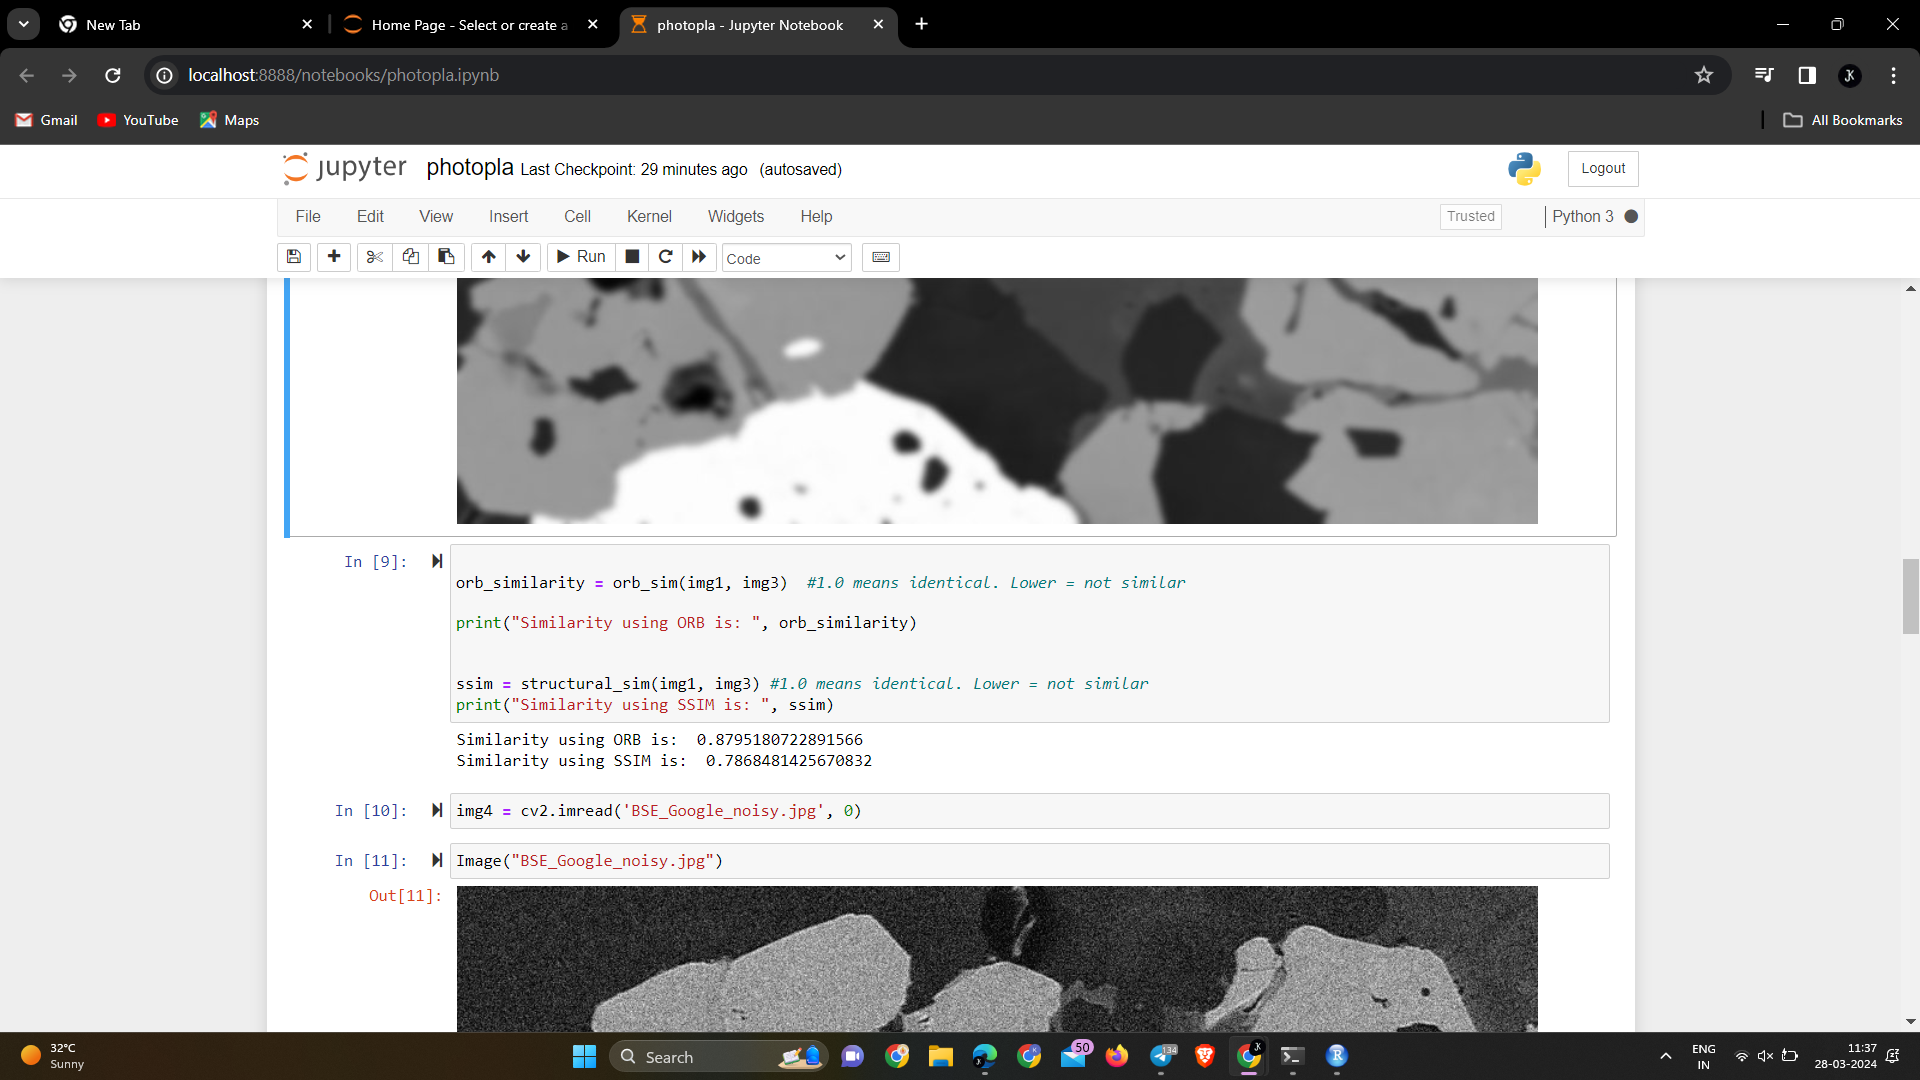 New Tab
Home Page - Select or create a
photopla - Jupyter Notebook
localhost:8888/notebooks/photopla.ipynb
Gmail
YouTube
Maps
All Bookmarks
jupyter photopla Last Checkpoint: 29 minutes ago (autosaved)
Logout
File Edit View Insert Cell Kernel Widgets Help
Trusted
Python 3
Run
Code
In [9]:
orb_similarity = orb_sim(img1, img3)  #1.0 means identical. Lower = not similar
print("Similarity using ORB is: ", orb_similarity)
ssim = structural_sim(img1, img3) #1.0 means identical. Lower = not similar
print("Similarity using SSIM is: ", ssim)
Similarity using ORB is:  0.8795180722891566
Similarity using SSIM is:  0.7868481425670832
In [10]: img4 = cv2.imread('BSE_Google_noisy.jpg', 0)
In [11]: Image("BSE_Google_noisy.jpg")
Out[11]:
32°C
Sunny
Search
50
134
ENG
IN
11:37
28-03-2024